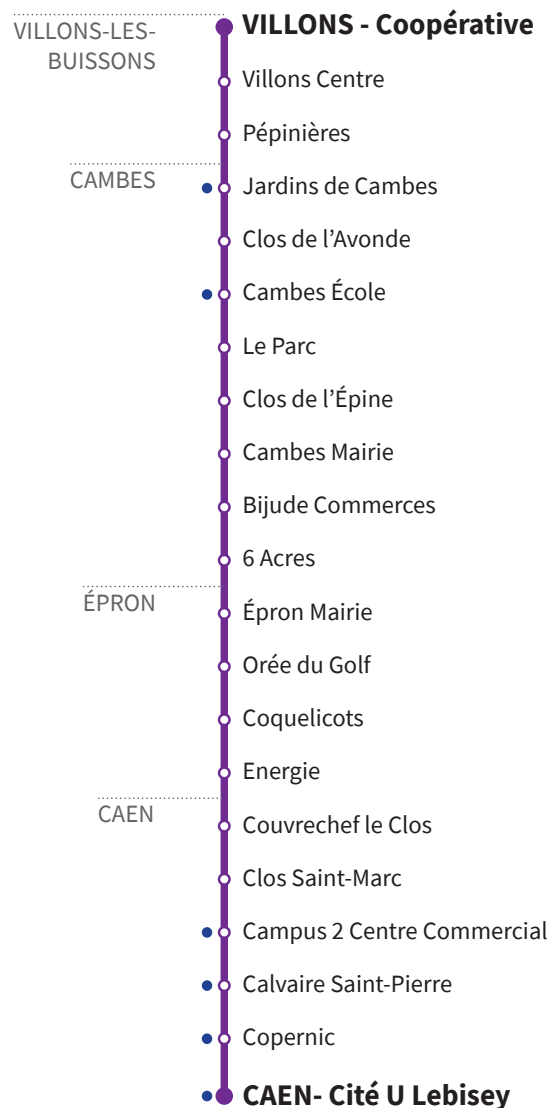 VILLONS-LES-
BUISSONS
VILLONS - Coopérative
Villons Centre
Pépinières
CAMBES
Jardins de Cambes
Clos de l’Avonde
Cambes École
Le Parc
Clos de l’Épine
Cambes Mairie
Bijude Commerces
6 Acres
ÉPRON
Épron Mairie
Orée du Golf
Coquelicots
Energie
CAEN
Couvrechef le Clos
Clos Saint-Marc
Campus 2 Centre Commercial
Calvaire Saint-Pierre
Copernic
CAEN- Cité U Lebisey